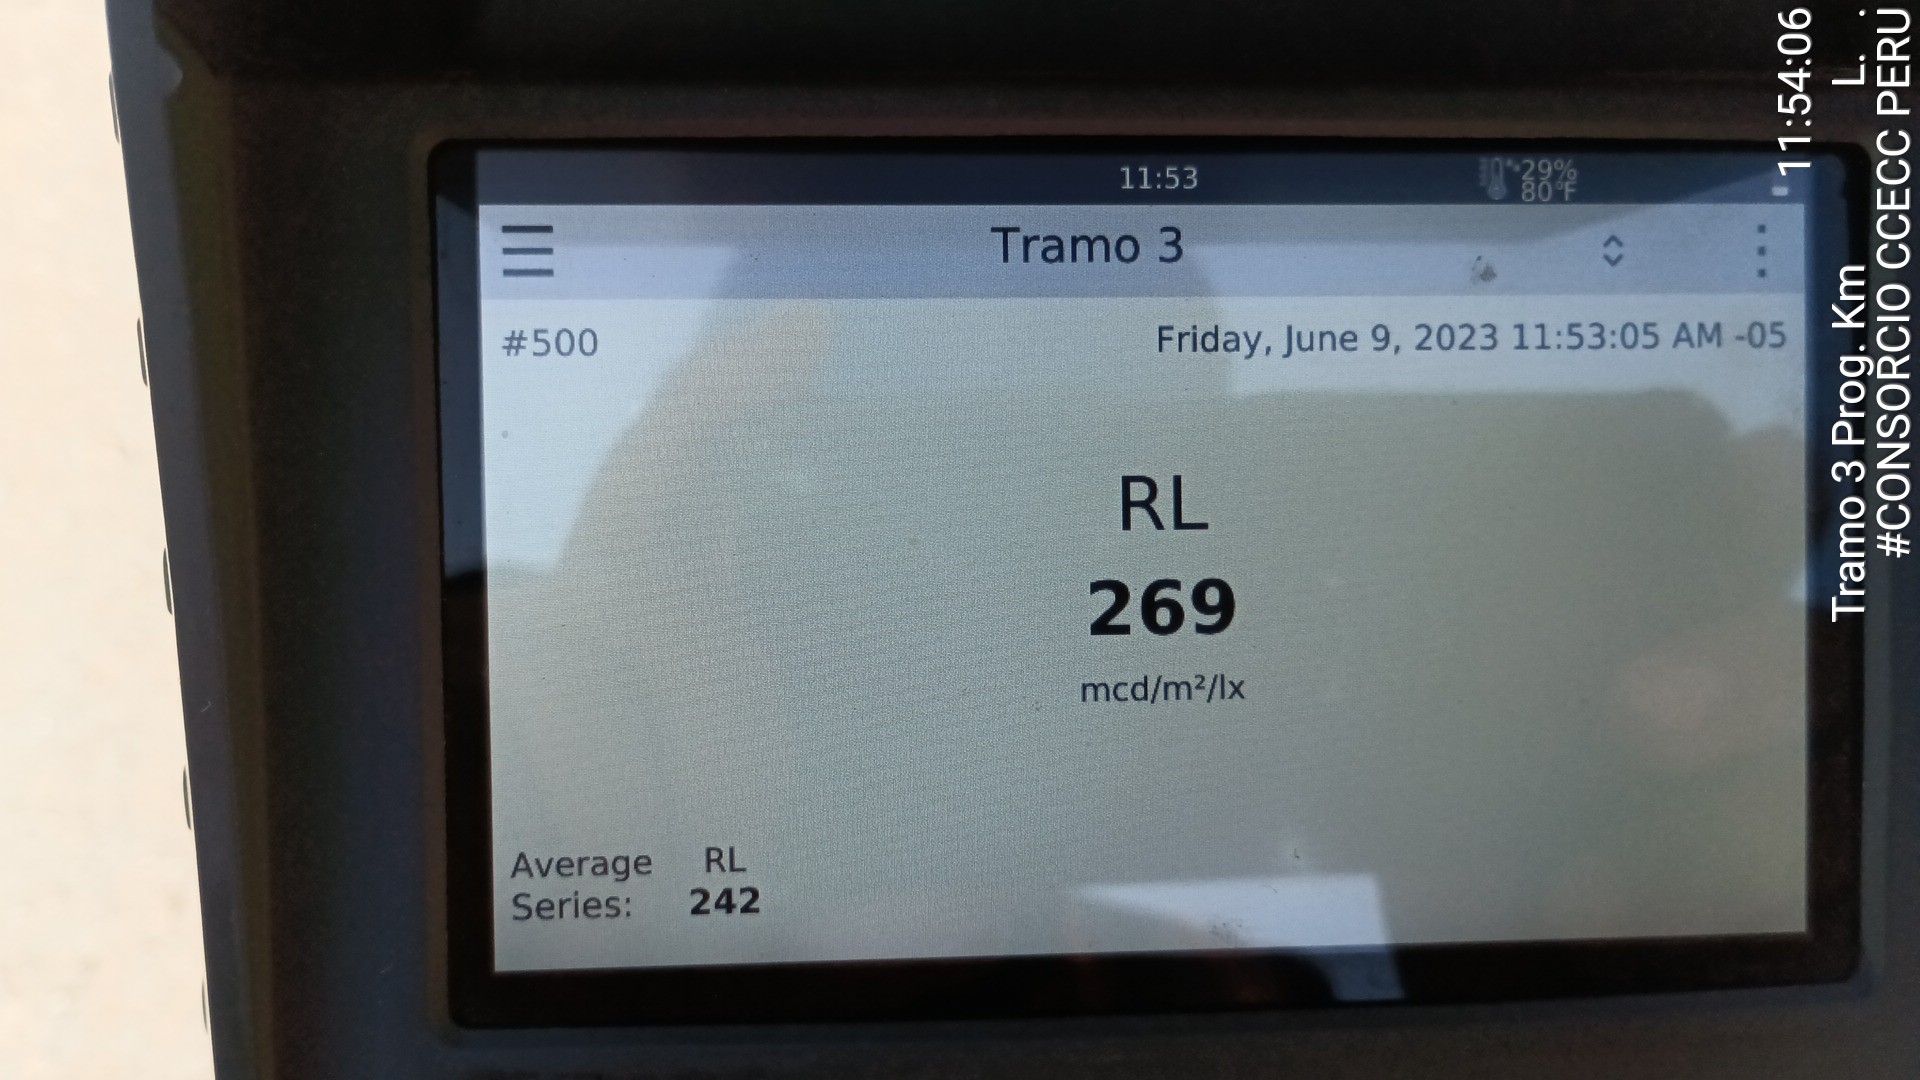 11:53
29%
80°F
Tramo 3
#500
Friday, June 9, 2023 11:53:05 AM -05
RL
269
mcd/m²/lx
Average RL
Series: 242
11:54:06
Tramo 3 Prog. Km L. .
#CONSORCIO CCECC PERU